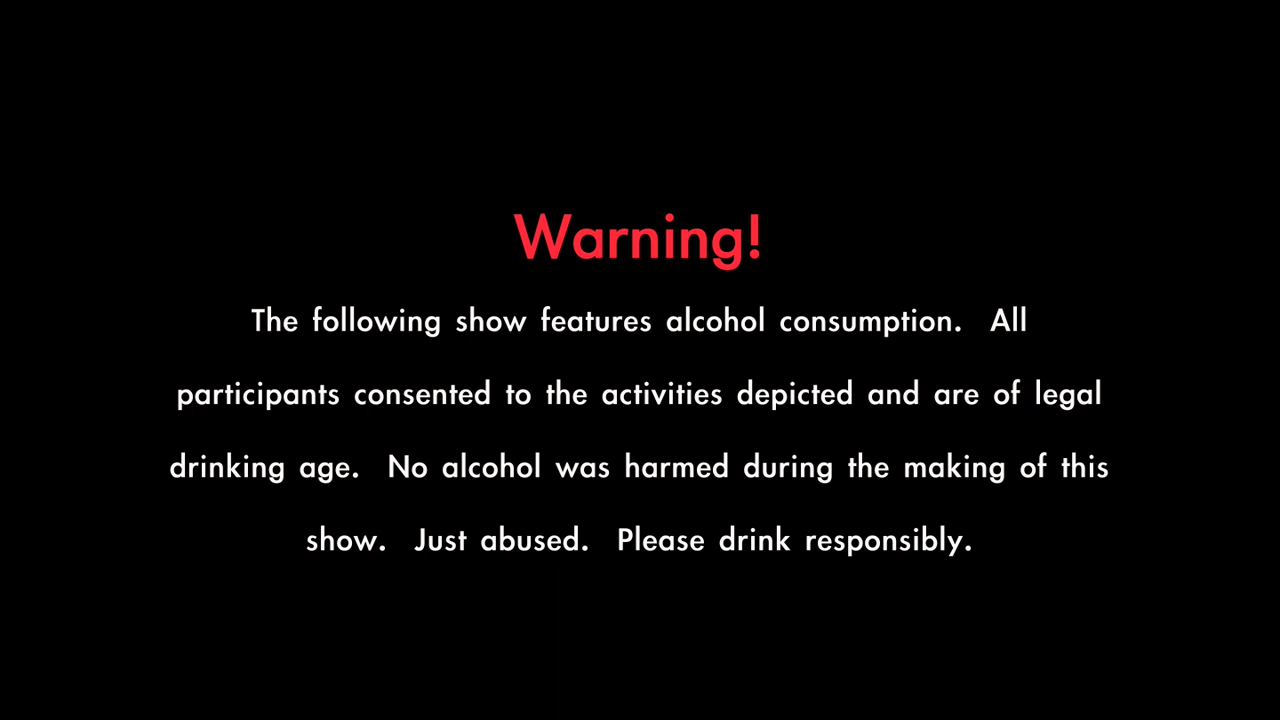 Warning!
The following show features alcohol consumption.  All
participants consented to the activities depicted and are of legal
drinking age.  No alcohol was harmed during the making of this
show.  Just abused.  Please drink responsibly.